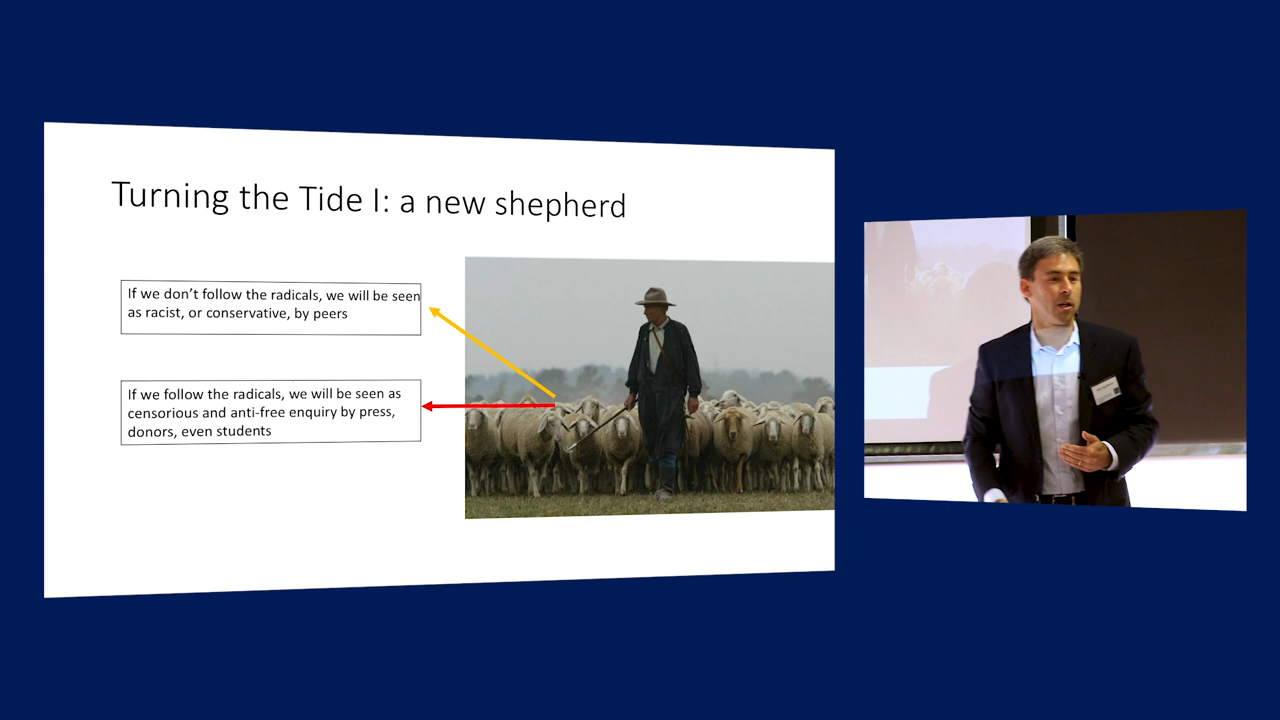 Turning the Tide I: a new shepherd
If we don’t follow the radicals, we will be seen
as racist, or conservative, by peers
If we follow the radicals, we will be seen as
censorious and anti-free enquiry by press,
donors, even students